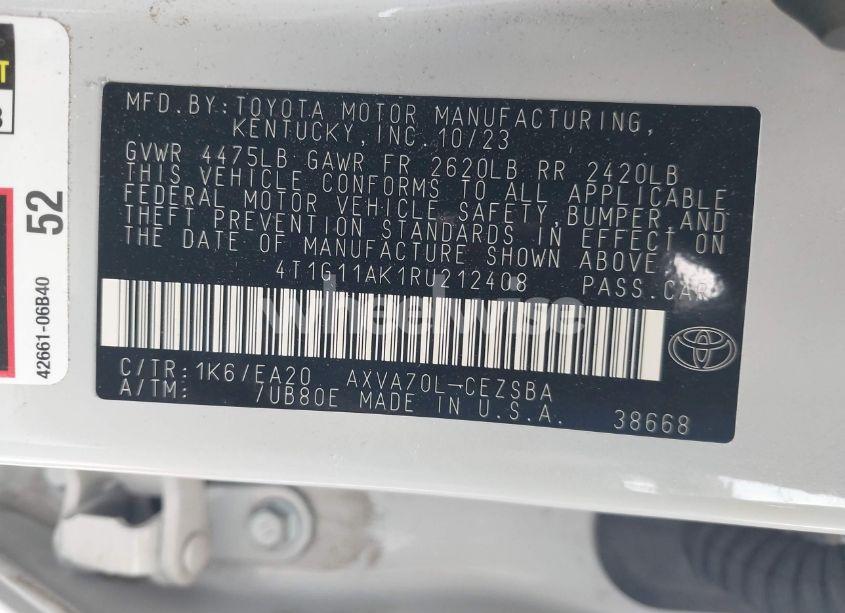 MFD.BY:TOYOTA MOTOR MANUFACTURING,
KENTUCKY,INC.10/23
GVWR 4475LB GAWR FR 2620LB RR 2420LB
THIS VEHICLE CONFORMS TO ALL APPLICABLE
FEDERAL MOTOR VEHICLE SAFETY,BUMPER,AND
THEFT PREVENTION STANDARDS IN EFFECT ON
THE DATE OF MANUFACTURE SHOWN ABOVE.
4T1G11AK1RU212408 PASS.CAR
wheelwise
C/TR:1K6/EA20 AXVA70L-CEZSBA
A/TM: 7UB80E MADE IN U.S.A. 38668
52
42661-06B40